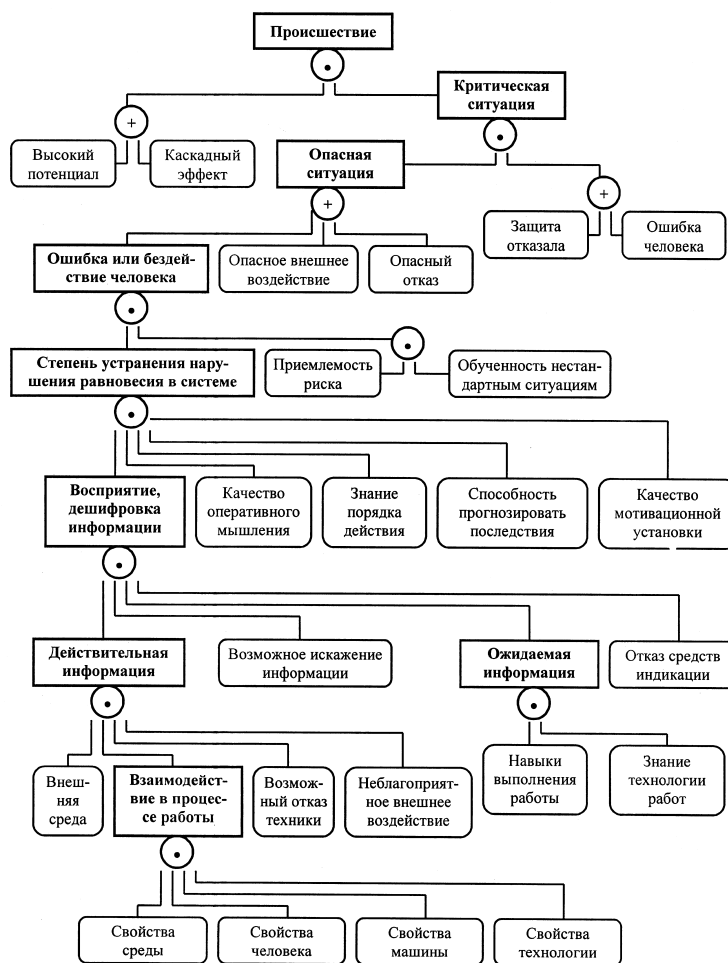 Происшествие
Критическая
ситуация
+
Высокий
потенциал
Каскадный
эффект
Опасная
ситуация
+
+
Защита
отказала
Ошибка
человека
Ошибка или бездей-
ствие человека
Опасное внешнее
воздействие
Опасный
отказ
Степень устранения нару-
шения равновесия в системе
Приемлемость
риска
Обученность нестан-
дартным ситуациям
Восприятие,
дешифровка
информации
Качество
оперативного
мышления
Знание
порядка
действия
Способность
прогнозировать
последствия
Качество
мотивационной
установки
Действительная
информация
Возможное искажение
информации
Ожидаемая
информация
Отказ средств
индикации
Внеш-
няя
среда
Взаимодейст-
вие в процес-
се работы
Возмож-
ный отказ
техники
Неблагоприят-
ное внешнее
воздействие
Навыки
выполнения
работы
Знание
технологии
работ
Свойства
среды
Свойства
человека
Свойства
машины
Свойства
технологии